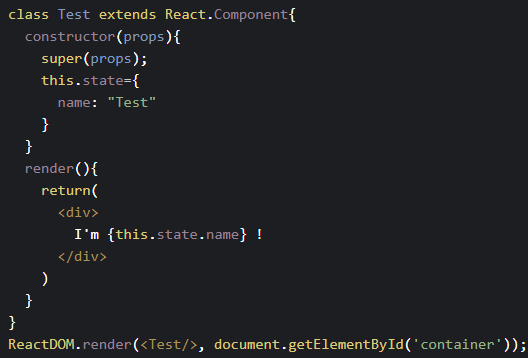 class Test extends React.Component{
  constructor(props){
    super(props);
    this.state={
      name: "Test"
    }
  }
  render(){
    return(
      <div>
        I'm {this.state.name} !
      </div>
    )
  }
}
ReactDOM.render(<Test/>, document.getElementById('container'));